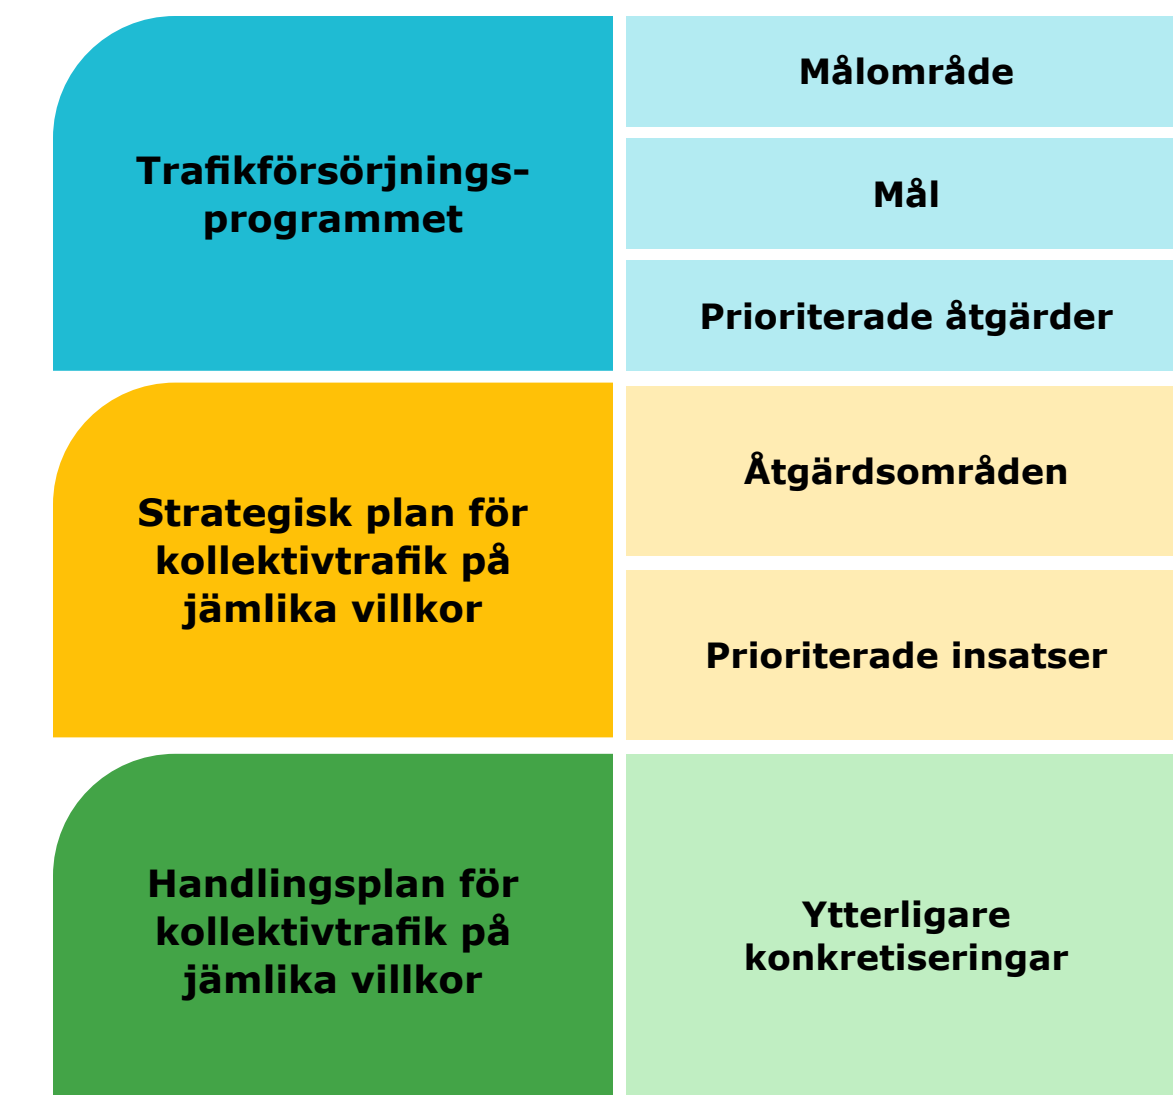 Trafikförsörjnings-
programmet
Målområde
Mål
Prioriterade åtgärder
Strategisk plan för
kollektivtrafik på
jämlika villkor
Åtgärdsområden
Prioriterade insatser
Handlingsplan för
kollektivtrafik på
jämlika villkor
Ytterligare
konkretiseringar